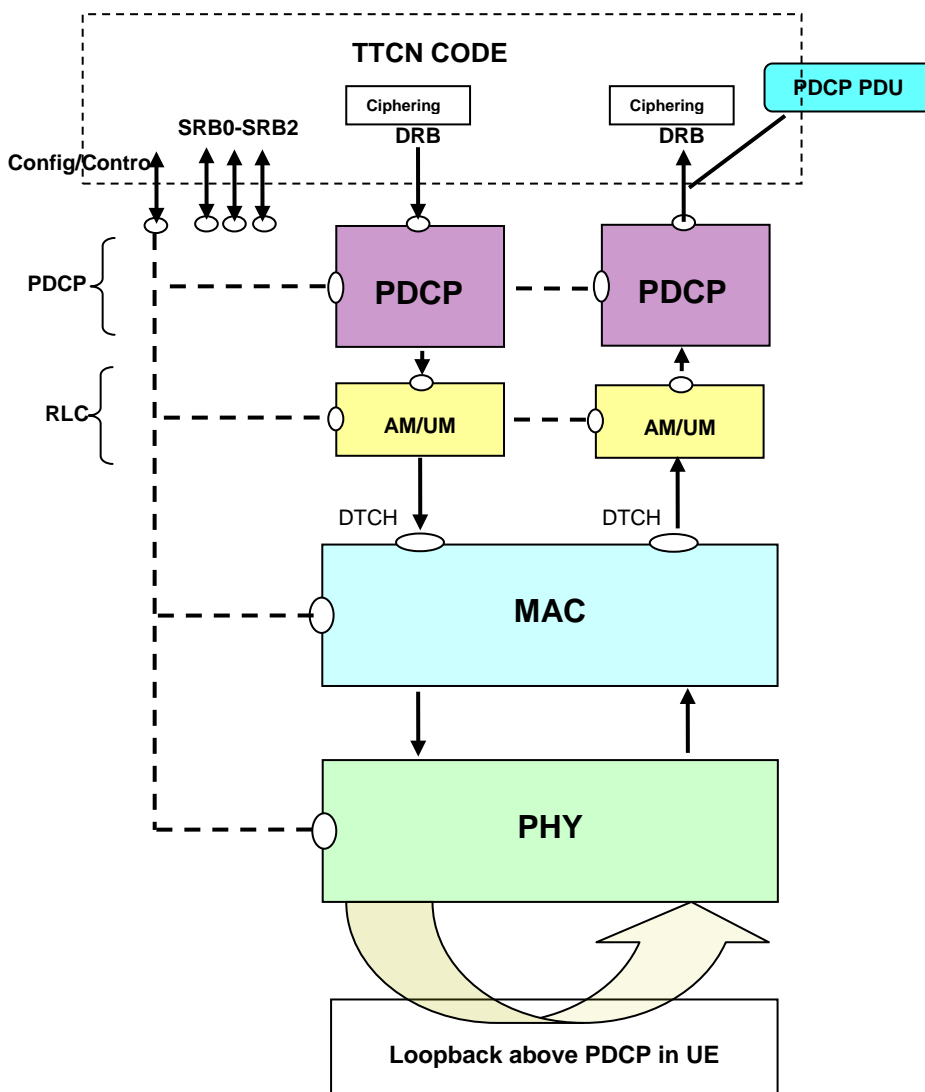 TTCN CODE
PDCP PDU
Ciphering
Ciphering
SRB0-SRB2
DRB
DRB
Config/Contro
PDCP
PDCP
PDCP
RLC
AM/UM
AM/UM
DTCH
DTCH
MAC
PHY
Loopback above PDCP in UE